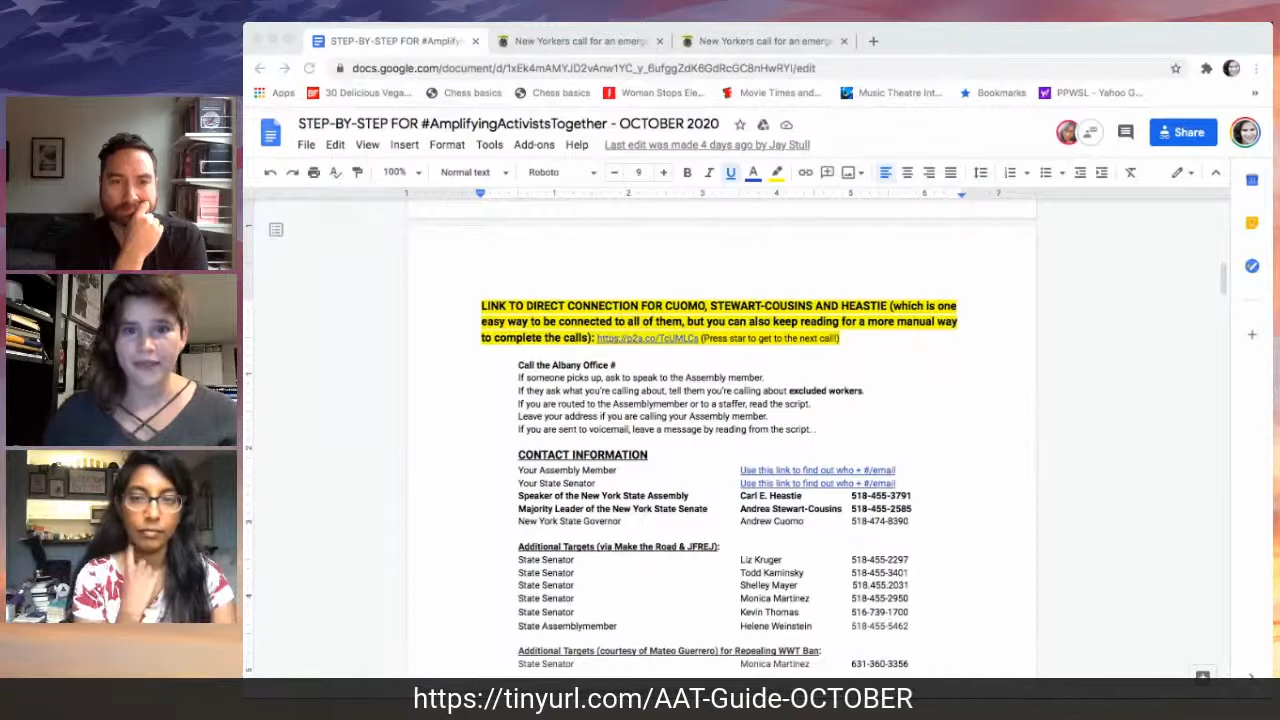 STEP-BY-STEP FOR #Amplifyi
New Yorkers call for an emerg
New Yorkers call for an emerg
docs.google.com/document/d/1xEk4mAMYJD2vAnw1YC_y_6ufggZdK6GdRcGC8nHwRYI/edit
Apps
30 Delicious Vega...
Chess basics
Chess basics
Woman Stops Ele...
Movie Times and...
Music Theatre Int...
Bookmarks
PPWSL - Yahoo G...
STEP-BY-STEP FOR #AmplifyingActivistsTogether - OCTOBER 2020
Share
File Edit View Insert Format Tools Add-ons Help Last edit was made 4 days ago by Jay Stull
100% Normal text Roboto 9 B I U A
1 1 2 3 4 5 6 7
LINK TO DIRECT CONNECTION FOR CUOMO, STEWART-COUSINS AND HEASTIE (which is one
easy way to be connected to all of them, but you can also keep reading for a more manual way
to complete the calls): https://p2a.co/TcUMLCs (Press star to get to the next call!)
Call the Albany Office #
If someone picks up, ask to speak to the Assembly member.
If they ask what you're calling about, tell them you're calling about excluded workers.
If you are routed to the Assemblymember or to a staffer, read the script.
Leave your address if you are calling your Assembly member.
If you are sent to voicemail, leave a message by reading from the script. .
CONTACT INFORMATION
Your Assembly Member Use this link to find out who + #/email
Your State Senator Use this link to find out who + #/email
Speaker of the New York State Assembly Carl E. Heastie 518-455-3791
Majority Leader of the New York State Senate Andrea Stewart-Cousins 518-455-2585
New York State Governor Andrew Cuomo 518-474-8390
Additional Targets (via Make the Road & JFREJ):
State Senator Liz Kruger 518-455-2297
State Senator Todd Kaminsky 518-455-3401
State Senator Shelley Mayer 518.455.2031
State Senator Monica Martinez 518-455-2950
State Senator Kevin Thomas 516-739-1700
State Assemblymember Helene Weinstein 518-455-5462
Additional Targets (courtesy of Mateo Guerrero) for Repealing WWT Ban:
State Senator Monica Martinez 631-360-3356
https://tinyurl.com/AAT-Guide-OCTOBER